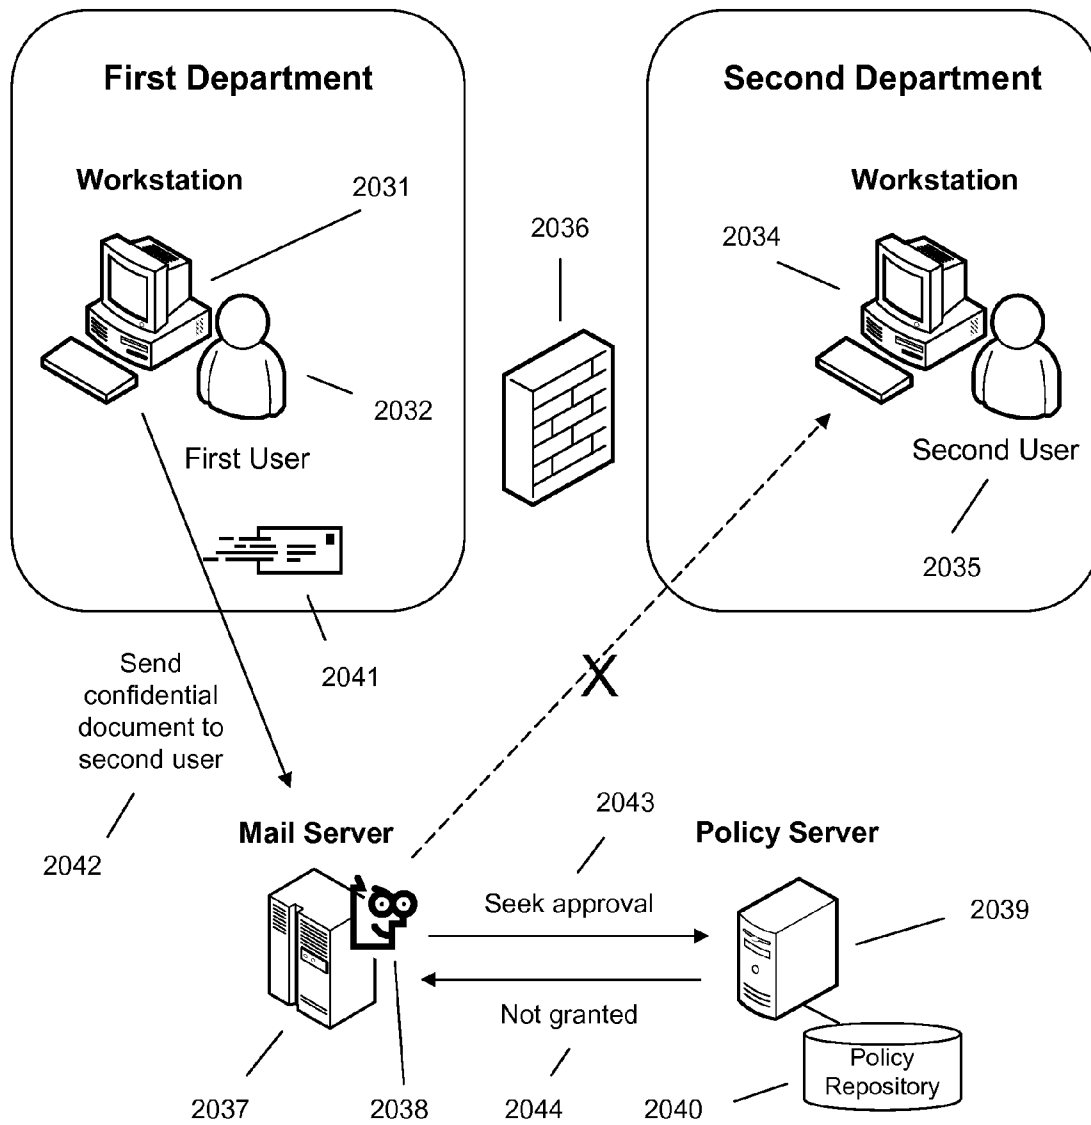 First Department
Second Department
Workstation
2031
2036
Workstation
2034
2032
First User
Second User
2035
2041
Send
confidential
document to
second user
X
2042
2043
Mail Server
Policy Server
Seek approval
2039
Not granted
Policy
Repository
2037
2038
2044
2040